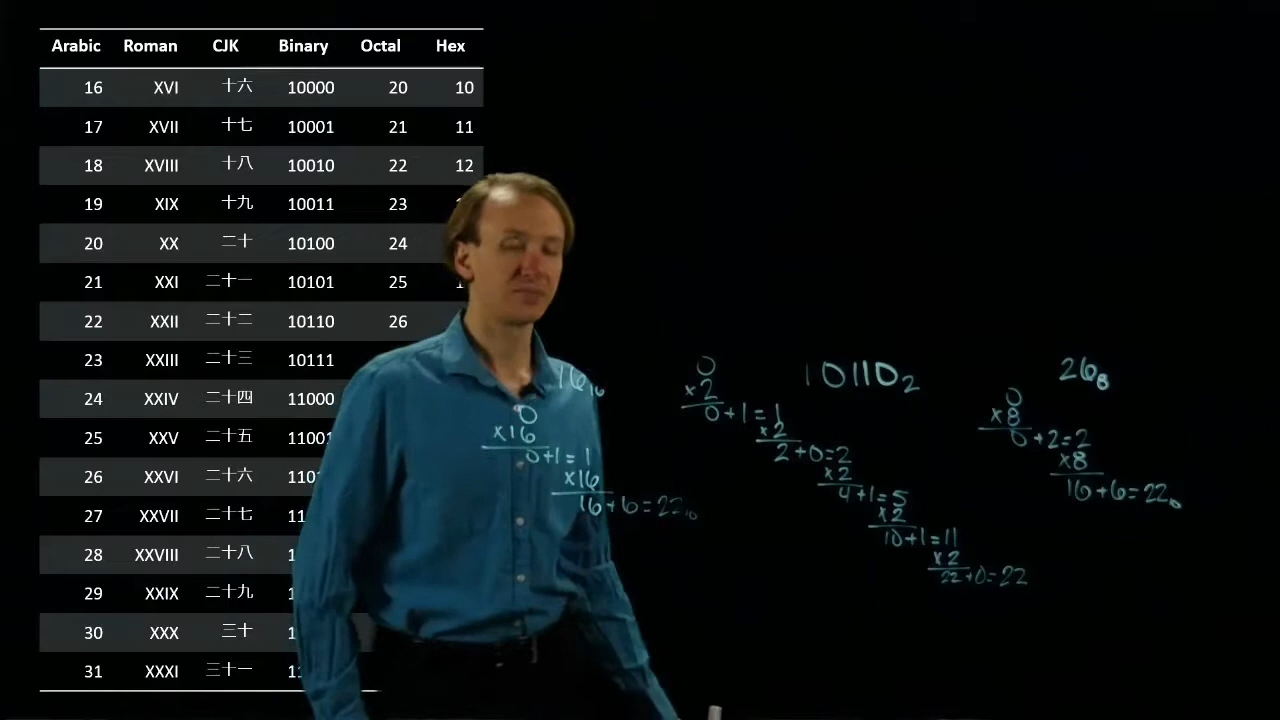 Arabic Roman CJK Binary Octal Hex
16 XVI 十六 10000 20 10
17 XVII 十七 10001 21 11
18 XVIII 十八 10010 22 12
19 XIX 十九 10011 23
20 XX 二十 10100 24
21 XXI 二十一 10101 25
22 XXII 二十二 10110 26
23 XXIII 二十三 10111
24 XXIV 二十四 11000
25 XXV 二十五 11001
26 XXVI 二十六
27 XXVII 二十七
28 XXVIII 二十八
29 XXIX 二十九
30 XXX 三十
31 XXXI 三十一
16₁₆
0
×16
0+1=1
×16
16+6=22₁₀
10110₂
0
×2
0+1=1
×2
2+0=2
×2
4+1=5
×2
10+1=11
×2
22+0=22
26₈
0
×8
0+2=2
×8
16+6=22₁₀